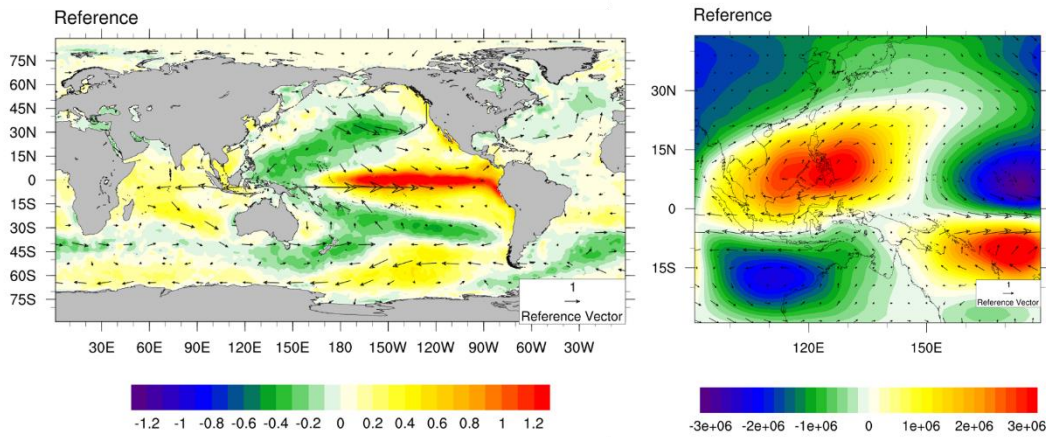 Reference
75N
60N
45N
30N
15N
0
15S
30S
45S
60S
75S
1
Reference Vector
30E 60E 90E 120E 150E 180E 150W 120W 90W 60W 30W
-1.2 -1 -0.8 -0.6 -0.4 -0.2 0 0.2 0.4 0.6 0.8 1 1.2
Reference
30N
15N
0
15S
1
Reference Vector
120E 150E
-3e+06 -2e+06 -1e+06 0 1e+06 2e+06 3e+06